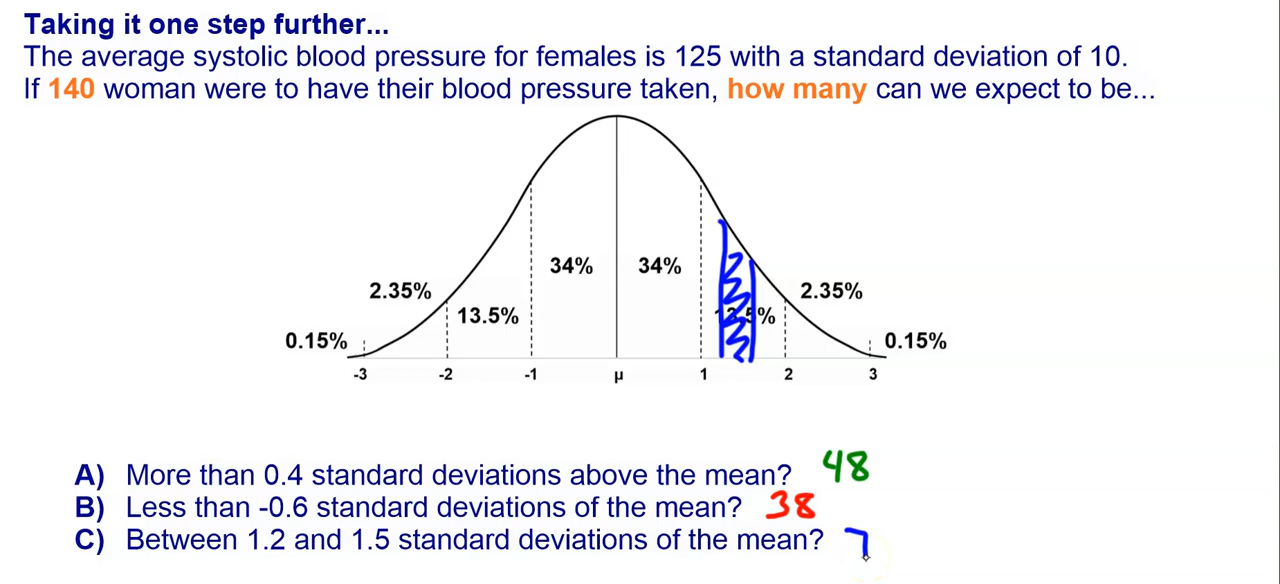 Taking it one step further...
The average systolic blood pressure for females is 125 with a standard deviation of 10.
If 140 woman were to have their blood pressure taken, how many can we expect to be...
34%
34%
2.35%
2.35%
13.5%
%
0.15%
0.15%
-3
-2
-1
μ
1
2
3
A) More than 0.4 standard deviations above the mean? 48
B) Less than -0.6 standard deviations of the mean? 38
C) Between 1.2 and 1.5 standard deviations of the mean? 7